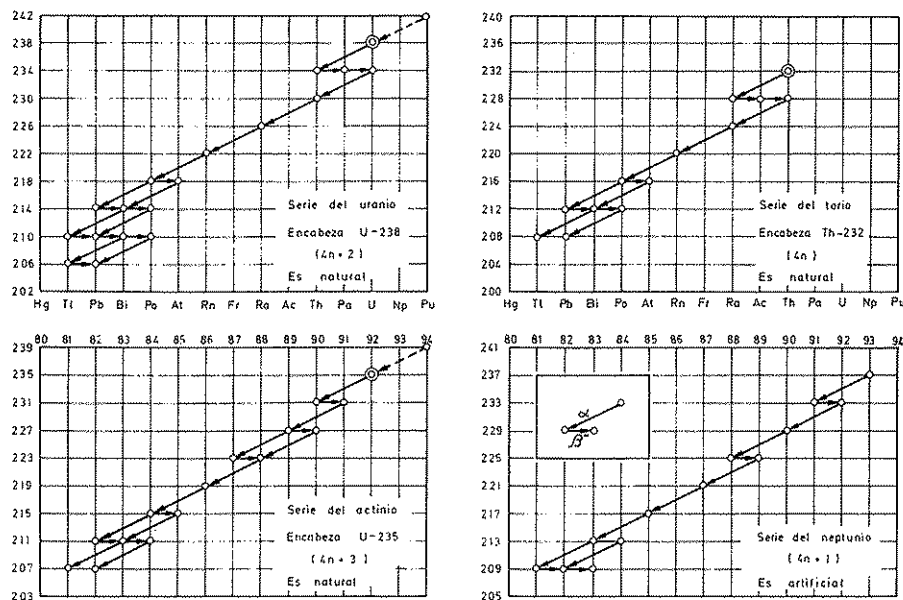 242
238
234
230
226
222
218
214
210
206
202
Serie del uranio
Encabeza U-238
(4n + 2)
Es natural
Hg Tl Pb Bi Po At Rn Fr Ra Ac Th Pa U Np Pu
240
236
232
228
224
220
216
212
208
204
200
Serie del torio
Encabeza Th-232
(4n)
Es natural
Hg Tl Pb Bi Po At Rn Fr Ra Ac Th Pa U Np Pu
80 81 82 83 84 85 86 87 88 89 90 91 92 93 94
239
235
231
227
223
219
215
211
207
203
Serie del actinio
Encabeza U-235
(4n + 3)
Es natural
80 81 82 83 84 85 86 87 88 89 90 91 92 93 94
241
237
233
229
225
221
217
213
209
205
α
β⁻
Serie del neptunio
(4n + 1)
Es artificial